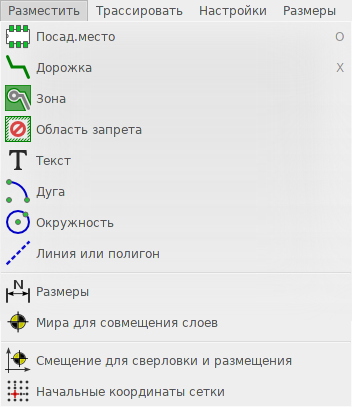 Разместить Трассировать Настройки Размеры
Посад.место O
Дорожка X
Зона
Область запрета
T Текст
Дуга
Окружность
Линия или полигон
N Размеры
Мира для совмещения слоев
Смещение для сверловки и размещения
Начальные координаты сетки